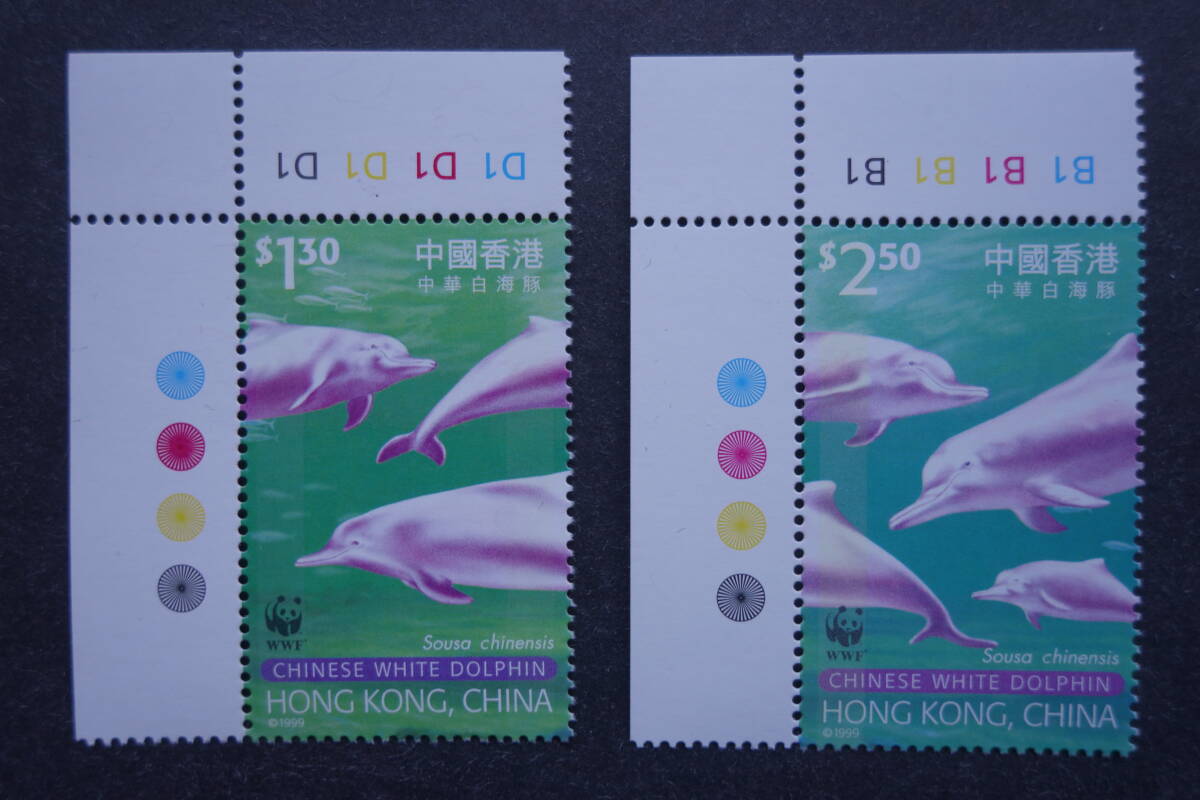 D1 D1 D1 D1
$1.30
中國香港
中華白海豚
WWF
Sousa chinensis
CHINESE WHITE DOLPHIN
HONG KONG, CHINA
©1999
B1 B1 B1 B1
$2.50
中國香港
中華白海豚
WWF
Sousa chinensis
CHINESE WHITE DOLPHIN
HONG KONG, CHINA
©1999